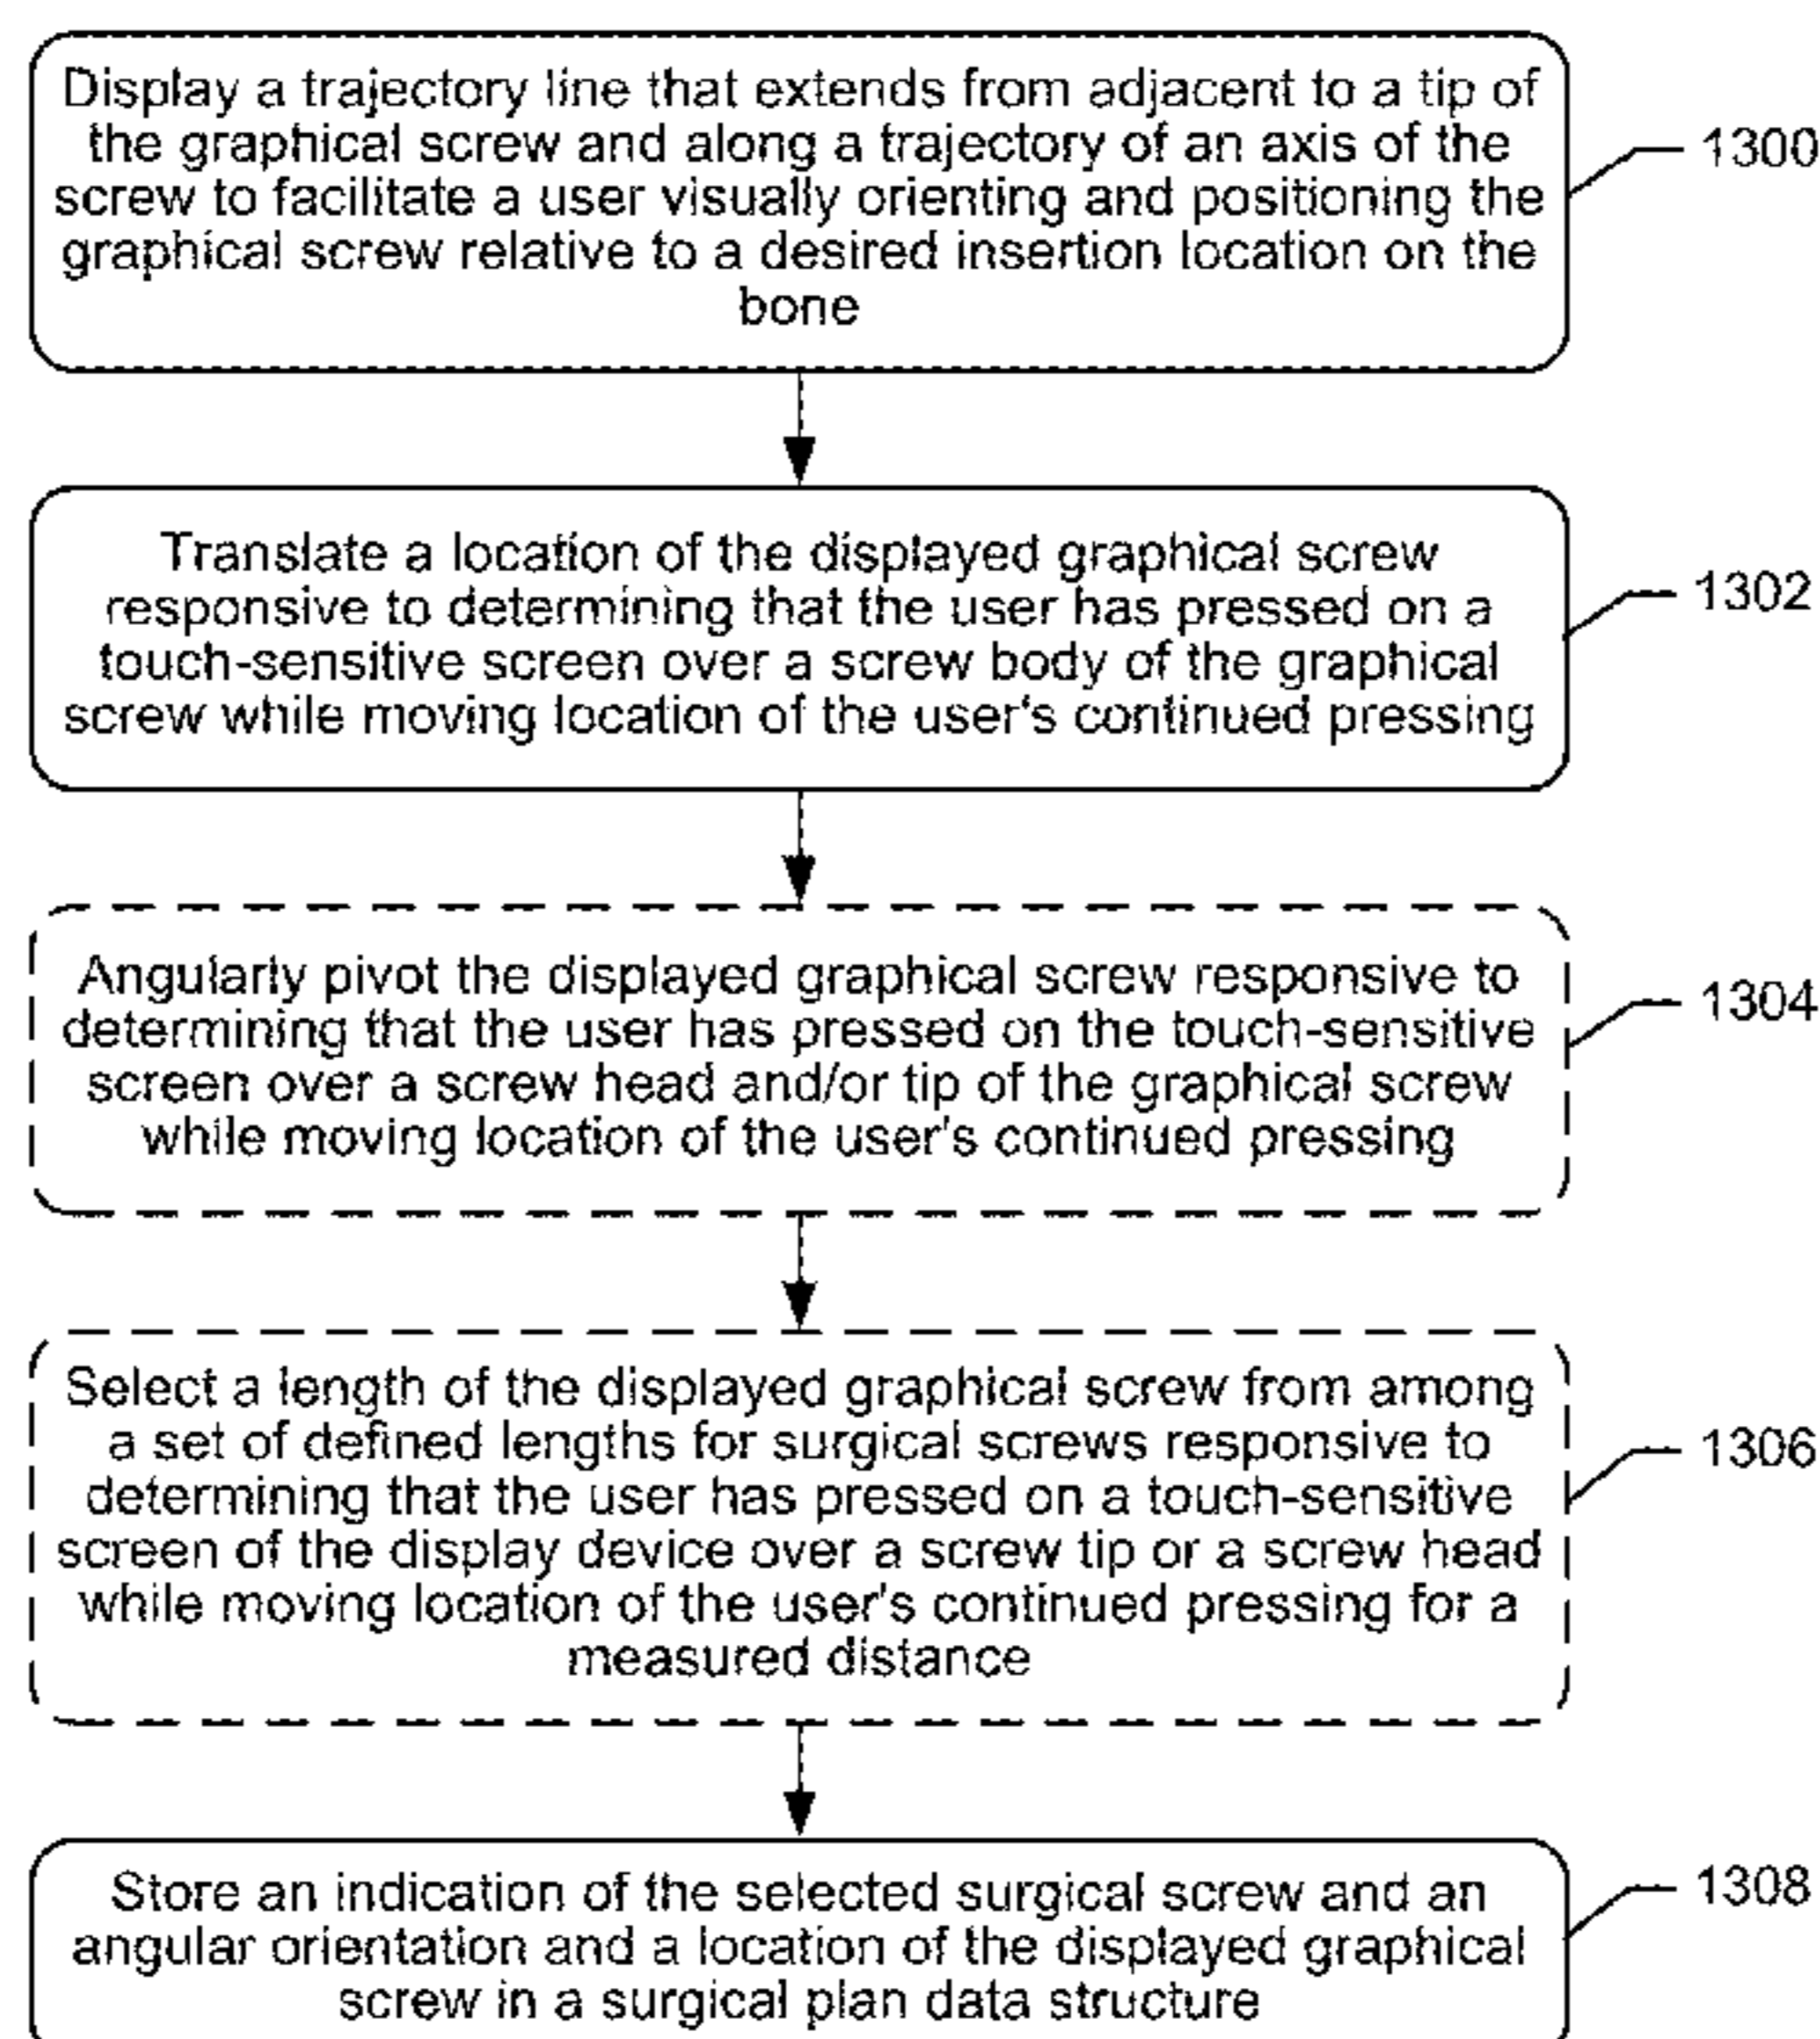 Display a trajectory line that extends from adjacent to a tip of
the graphical screw and along a trajectory of an axis of the
screw to facilitate a user visually orienting and positioning the
graphical screw relative to a desired insertion location on the
bone
1300
Translate a location of the displayed graphical screw
responsive to determining that the user has pressed on a
touch-sensitive screen over a screw body of the graphical
screw while moving location of the user's continued pressing
1302
Angularly pivot the displayed graphical screw responsive to
determining that the user has pressed on the touch-sensitive
screen over a screw head and/or tip of the graphical screw
while moving location of the user's continued pressing
1304
Select a length of the displayed graphical screw from among
a set of defined lengths for surgical screws responsive to
determining that the user has pressed on a touch-sensitive
screen of the display device over a screw tip or a screw head
while moving location of the user's continued pressing for a
measured distance
1306
Store an indication of the selected surgical screw and an
angular orientation and a location of the displayed graphical
screw in a surgical plan data structure
1308